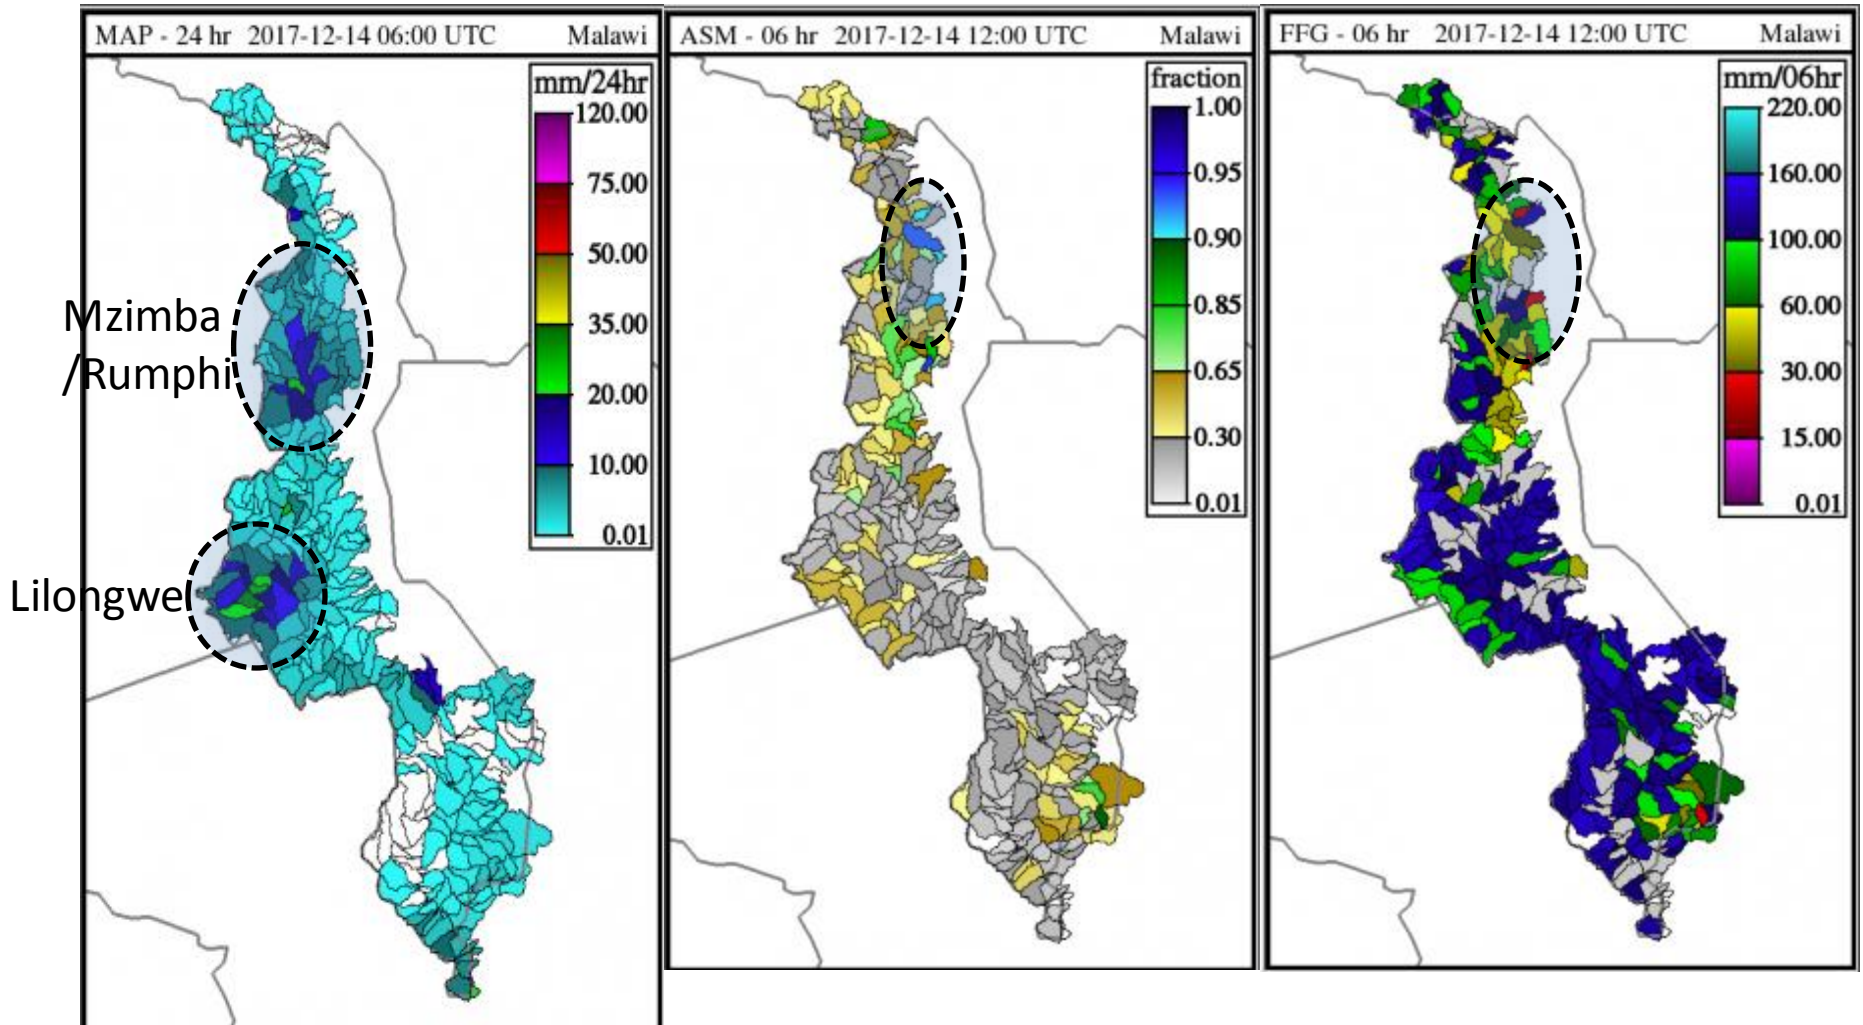 MAP - 24 hr 2017-12-14 06:00 UTC Malawi
mm/24hr
120.00
75.00
50.00
35.00
20.00
10.00
0.01
Mzimba
/Rumphi
Lilongwe
ASM - 06 hr 2017-12-14 12:00 UTC Malawi
fraction
1.00
0.95
0.90
0.85
0.65
0.30
0.01
FFG - 06 hr 2017-12-14 12:00 UTC Malawi
mm/06hr
220.00
160.00
100.00
60.00
30.00
15.00
0.01